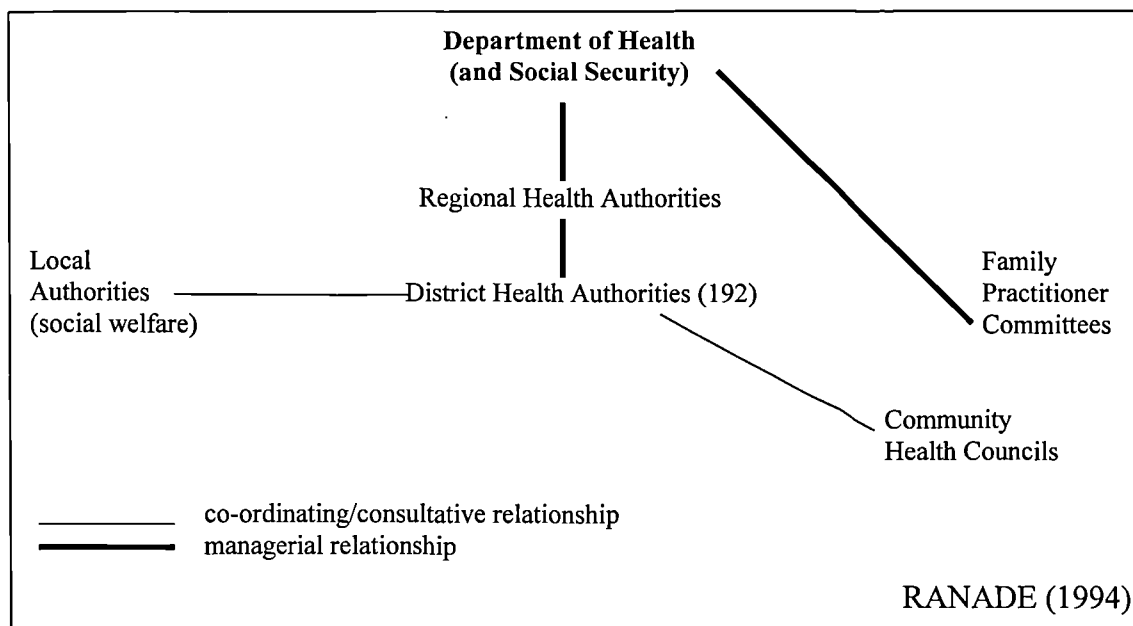 Department of Health
(and Social Security)
Regional Health Authorities
Local
Authorities
(social welfare)
District Health Authorities (192)
Family
Practitioner
Committees
Community
Health Councils
co-ordinating/consultative relationship
managerial relationship
RANADE (1994)